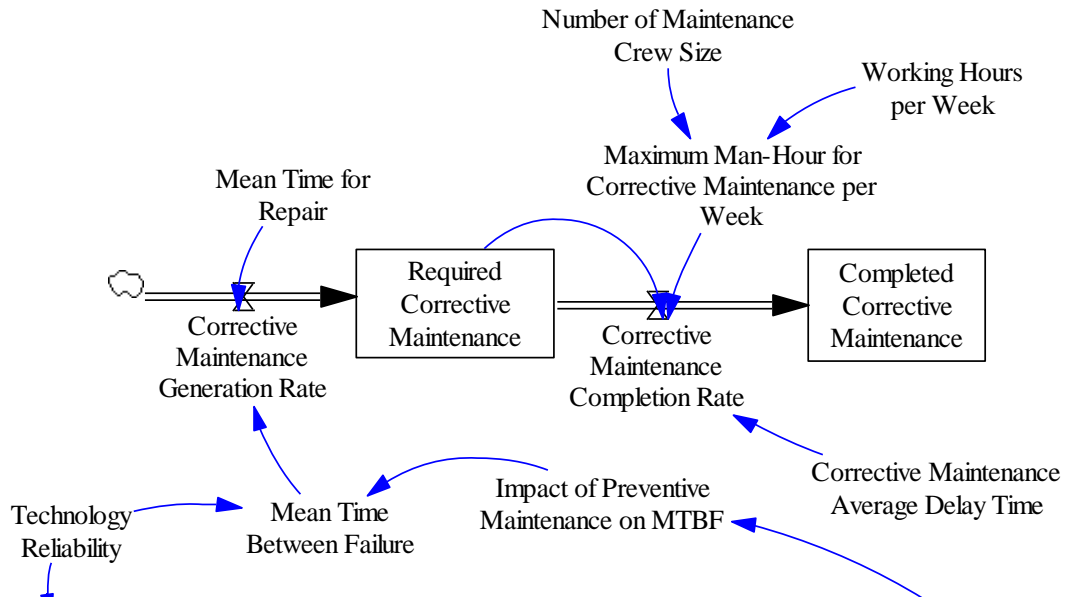 Number of Maintenance
Crew Size
Working Hours
per Week
Maximum Man-Hour for
Corrective Maintenance per
Week
Mean Time for
Repair
Required
Corrective
Maintenance
Completed
Corrective
Maintenance
Corrective
Maintenance
Generation Rate
Corrective
Maintenance
Completion Rate
Corrective Maintenance
Average Delay Time
Impact of Preventive
Maintenance on MTBF
Technology
Reliability
Mean Time
Between Failure